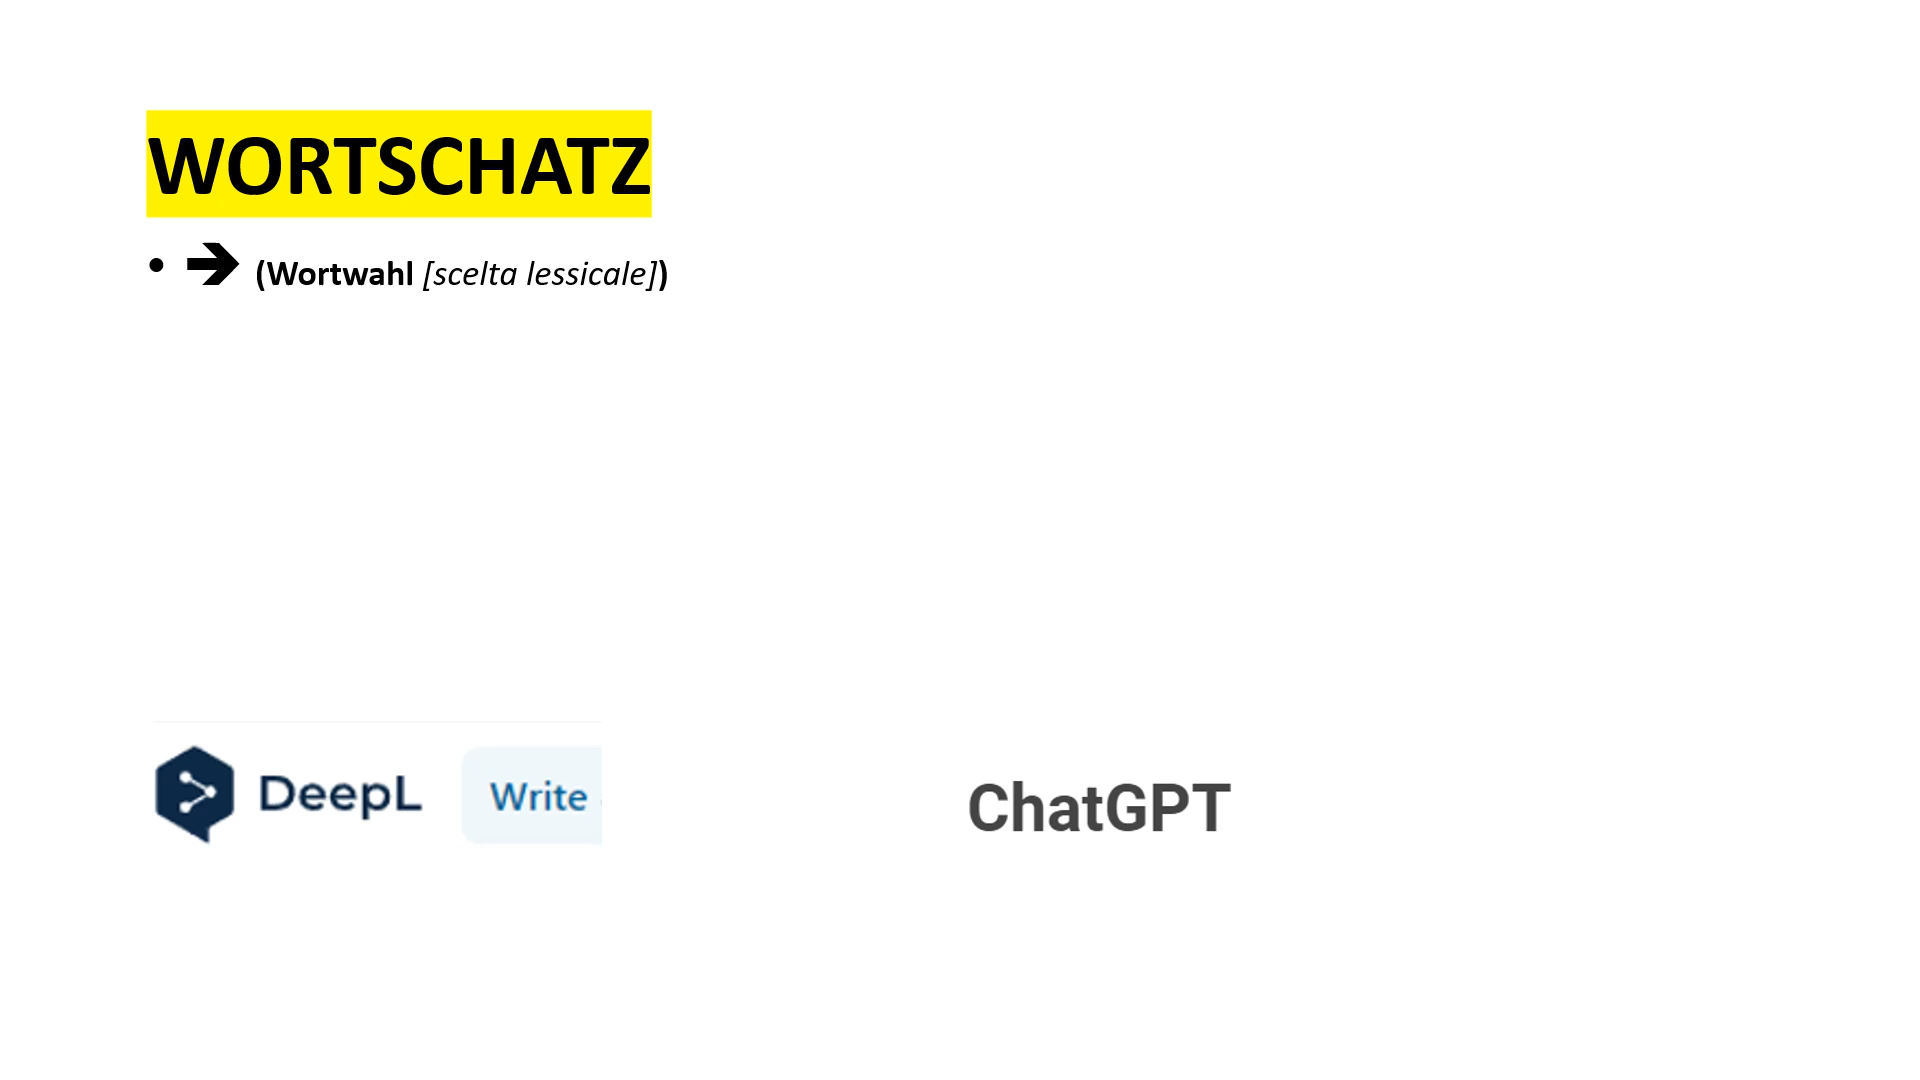 WORTSCHATZ
• 🡲 (Wortwahl [scelta lessicale])
DeepL Write
ChatGPT